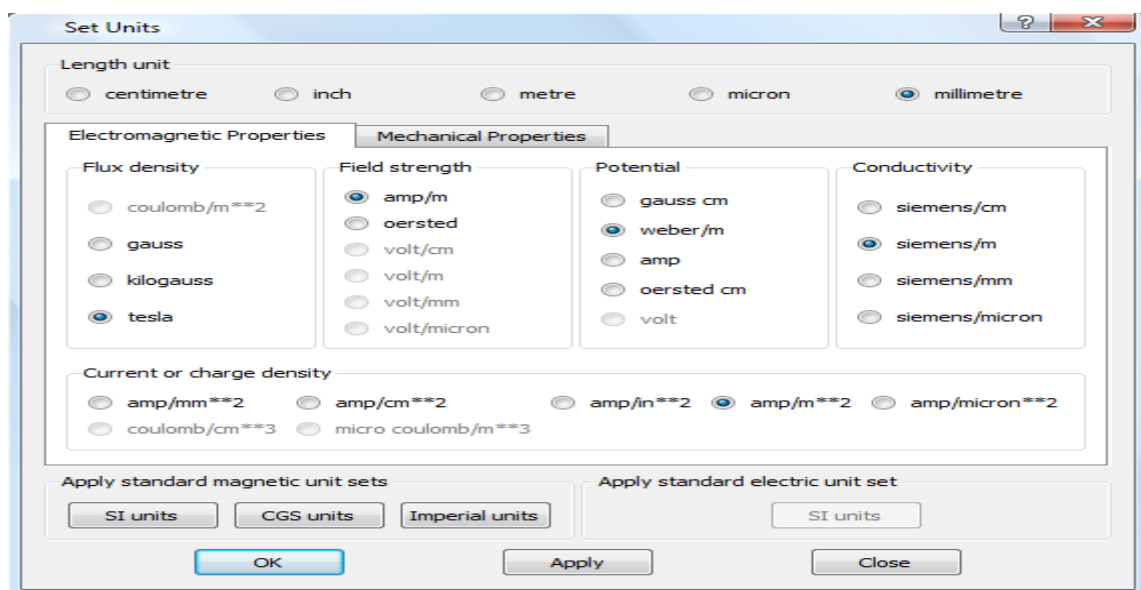 Set Units
?
Length unit
centimetre inch metre micron millimetre
Electromagnetic Properties Mechanical Properties
Flux density Field strength Potential Conductivity
coulomb/m**2
gauss
kilogauss
tesla
amp/m
oersted
volt/cm
volt/m
volt/mm
volt/micron
gauss cm
weber/m
amp
oersted cm
volt
siemens/cm
siemens/m
siemens/mm
siemens/micron
Current or charge density
amp/mm**2 amp/cm**2 amp/in**2 amp/m**2 amp/micron**2
coulomb/cm**3 micro coulomb/m**3
Apply standard magnetic unit sets Apply standard electric unit set
SI units CGS units Imperial units SI units
OK Apply Close